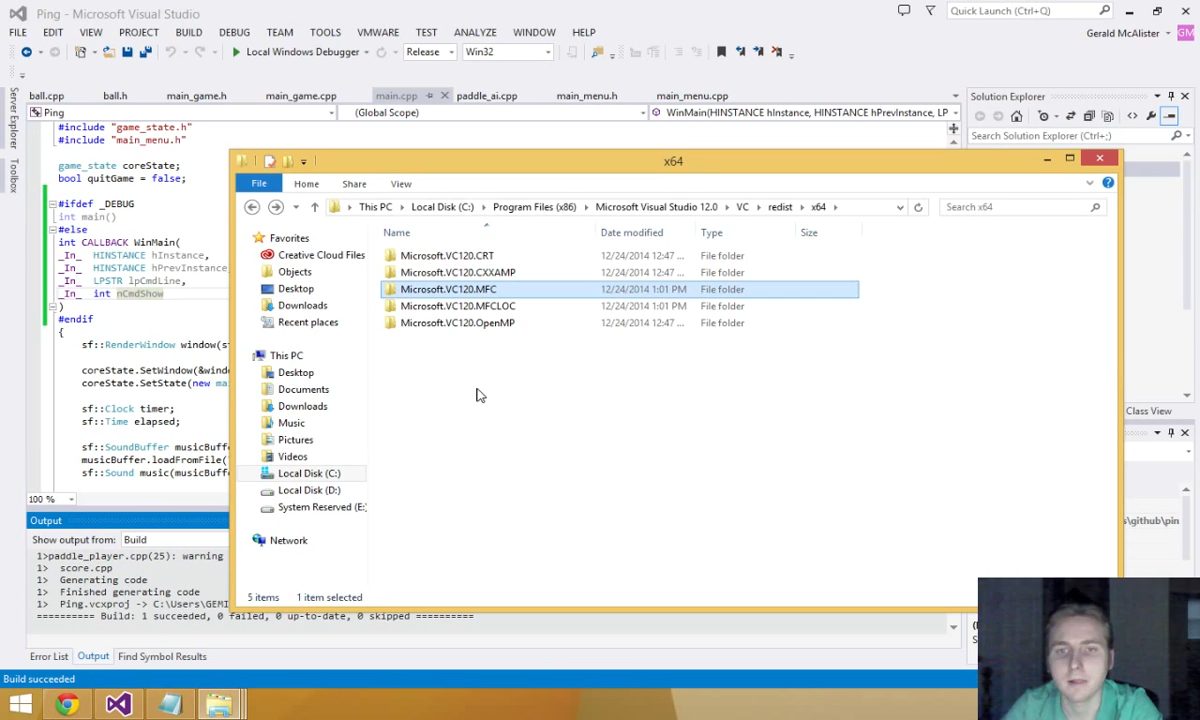 Ping - Microsoft Visual Studio
Quick Launch (Ctrl+Q)
FILE EDIT VIEW PROJECT BUILD DEBUG TEAM TOOLS VMWARE TEST ANALYZE WINDOW HELP
Gerald McAlister
GM
Local Windows Debugger
Release
Win32
ball.cpp ball.h main_game.h main_game.cpp main.cpp paddle_ai.cpp main_menu.h main_menu.cpp
Solution Explorer
Ping
(Global Scope)
WinMain(HINSTANCE hInstance, HINSTANCE hPrevInstance, LP
Search Solution Explorer (Ctrl+;)
Server Explorer
Toolbox
#include "game_state.h"
#include "main_menu.h"
game_state coreState;
bool quitGame = false;
#ifdef _DEBUG
int main()
#else
int CALLBACK WinMain(
_In_ HINSTANCE hInstance,
_In_ HINSTANCE hPrevInstance,
_In_ LPSTR lpCmdLine,
_In_ int nCmdShow
)
#endif
{
sf::RenderWindow window(s
coreState.SetWindow(&wind
coreState.SetState(new ma
sf::Clock timer;
sf::Time elapsed;
sf::SoundBuffer musicBuff
musicBuffer.loadFromFile(
sf::Sound music(musicBuff
100 %
x64
File Home Share View
This PC Local Disk (C:) Program Files (x86) Microsoft Visual Studio 12.0 VC redist x64
Search x64
Favorites
Creative Cloud Files
Objects
Desktop
Downloads
Recent places
This PC
Desktop
Documents
Downloads
Music
Pictures
Videos
Local Disk (C:)
Local Disk (D:)
System Reserved (E:
Network
Name Date modified Type Size
Microsoft.VC120.CRT 12/24/2014 12:47 ... File folder
Microsoft.VC120.CXXAMP 12/24/2014 12:47 ... File folder
Microsoft.VC120.MFC 12/24/2014 1:01 PM File folder
Microsoft.VC120.MFCLOC 12/24/2014 1:01 PM File folder
Microsoft.VC120.OpenMP 12/24/2014 12:47 ... File folder
5 items 1 item selected
Class View
s\github\pin
Output
Show output from: Build
1>paddle_player.cpp(25): warning
1> score.cpp
1> Generating code
1> Finished generating code
1> Ping.vcxproj -> C:\Users\GEMI
========== Build: 1 succeeded, 0 failed, 0 up-to-date, 0 skipped ==========
Error List Output Find Symbol Results
Build succeeded